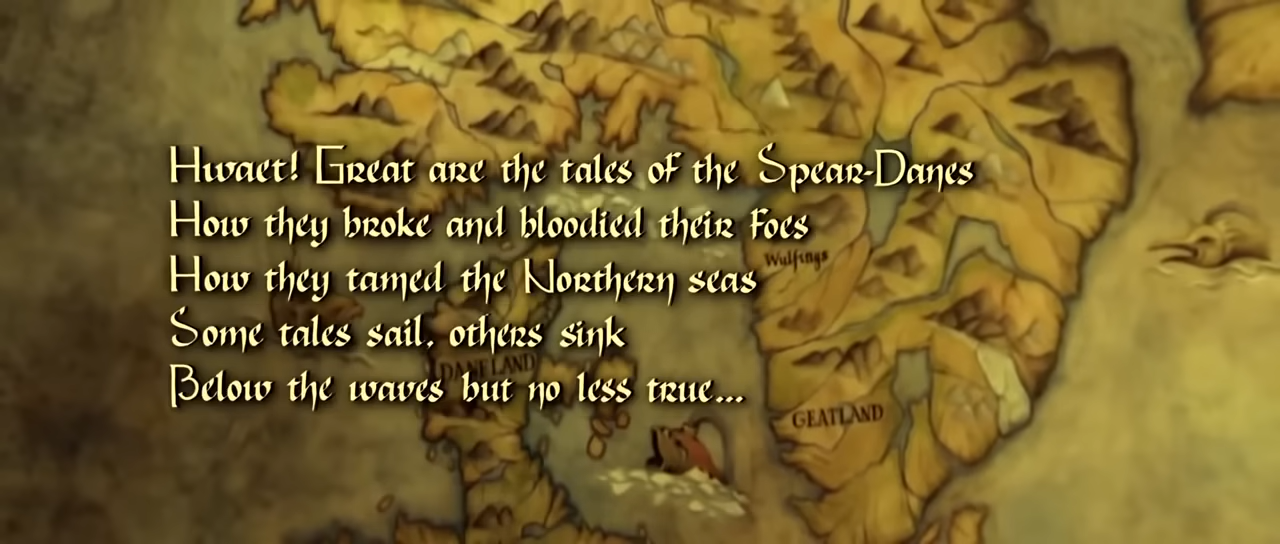 Hwaet! Great are the tales of the Spear-Danes
How they broke and bloodied their foes
How they tamed the Northern seas
Wulfings
Some tales sail, others sink
DANELAND
Below the waves but no less true...
GEATLAND